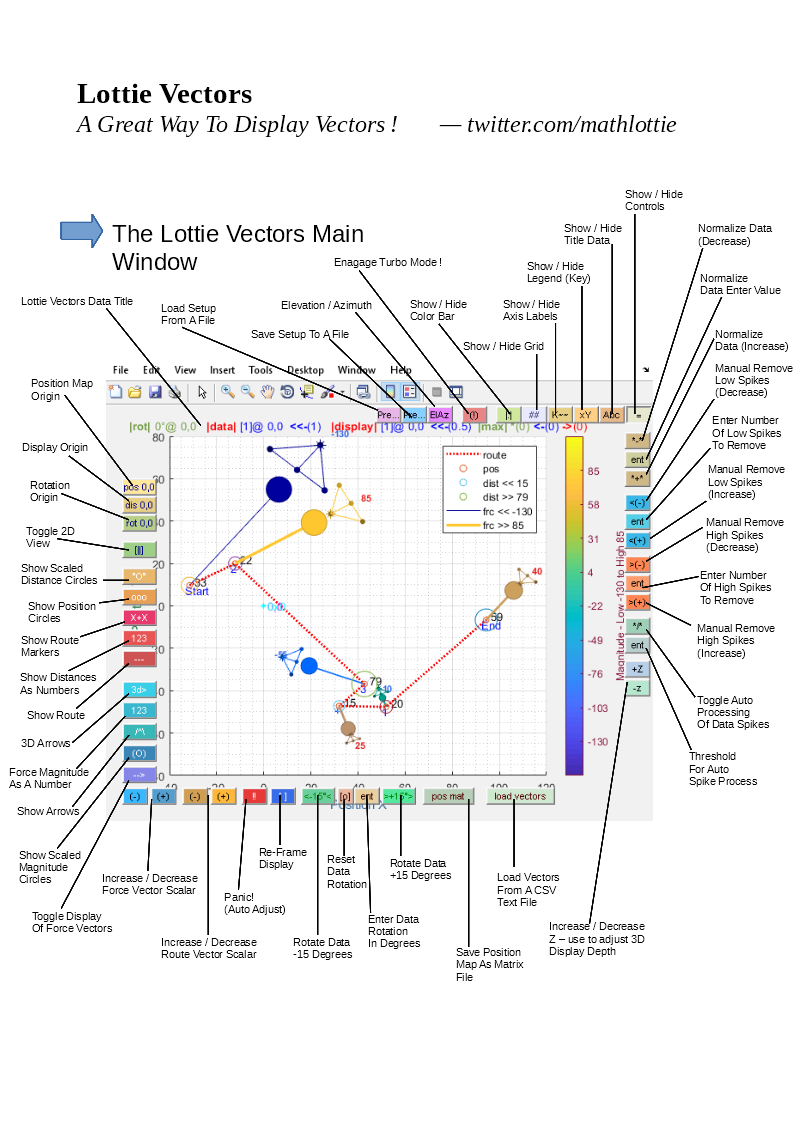 Lottie Vectors
A Great Way To Display Vectors ! — twitter.com/mathlottie
The Lottie Vectors Main
Window
Show / Hide
Controls
Show / Hide
Title Data
Normalize Data
(Decrease)
Enagage Turbo Mode !
Show / Hide
Legend (Key)
Normalize
Data Enter Value
Lottie Vectors Data Title
Load Setup
From A File
Elevation / Azimuth
Show / Hide
Color Bar
Show / Hide
Axis Labels
Save Setup To A File
Show / Hide Grid
Normalize
Data (Increase)
File Edit View Insert Tools Desktop Window Help
Manual Remove
Low Spikes
(Decrease)
Position Map
Origin
Pre... Pre... ElAz (!) ## K~~ xY Abc =
|rot| 0°@ 0,0 |data| [1]@ 0,0 <<-(1) |display| [1]@ 0,0 <<-(0.5) |max| *(0) <-(0) ->(0)
Enter Number
Of Low Spikes
To Remove
Display Origin
Rotation
Origin
Toggle 2D
View
Show Scaled
Distance Circles
Show Position
Circles
Show Route
Markers
Show Distances
As Numbers
Show Route
3D Arrows
Force Magnitude
As A Number
Show Arrows
Show Scaled
Magnitude
Circles
Toggle Display
Of Force Vectors
pos 0,0
dis 0,0
rot 0,0
[||]
*O*
ooo
X+X
123
---
3d>
123
/^\
(O)
-->
80
20
-130
85
40
25
33
Start
22
2
0,0
79
3
15
20
59
End
route
pos
dist << 15
dist >> 79
frc << -130
frc >> 85
20
80
120
Position X
85
58
31
4
-22
-49
-76
-103
-130
Magnitude - Low -130 to High 85
*-*
ent
*+*
<(-)
ent
<(+)
>(-)
ent
>(+)
*/*
ent
+Z
-z
Manual Remove
Low Spikes
(Increase)
Manual Remove
High Spikes
(Decrease)
Enter Number
Of High Spikes
To Remove
Manual Remove
High Spikes
(Increase)
Toggle Auto
Processing
Of Data Spikes
Threshold
For Auto
Spike Process
(-) (+) (-) (+) !! [ ] <-15°< [o] ent >+15°> pos mat load vectors
Increase / Decrease
Force Vector Scalar
Re-Frame
Display
Reset
Data
Rotation
Rotate Data
+15 Degrees
Load Vectors
From A CSV
Text File
Panic!
(Auto Adjust)
Increase / Decrease
Route Vector Scalar
Rotate Data
-15 Degrees
Enter Data
Rotation
In Degrees
Save Position
Map As Matrix
File
Increase / Decrease
Z – use to adjust 3D
Display Depth